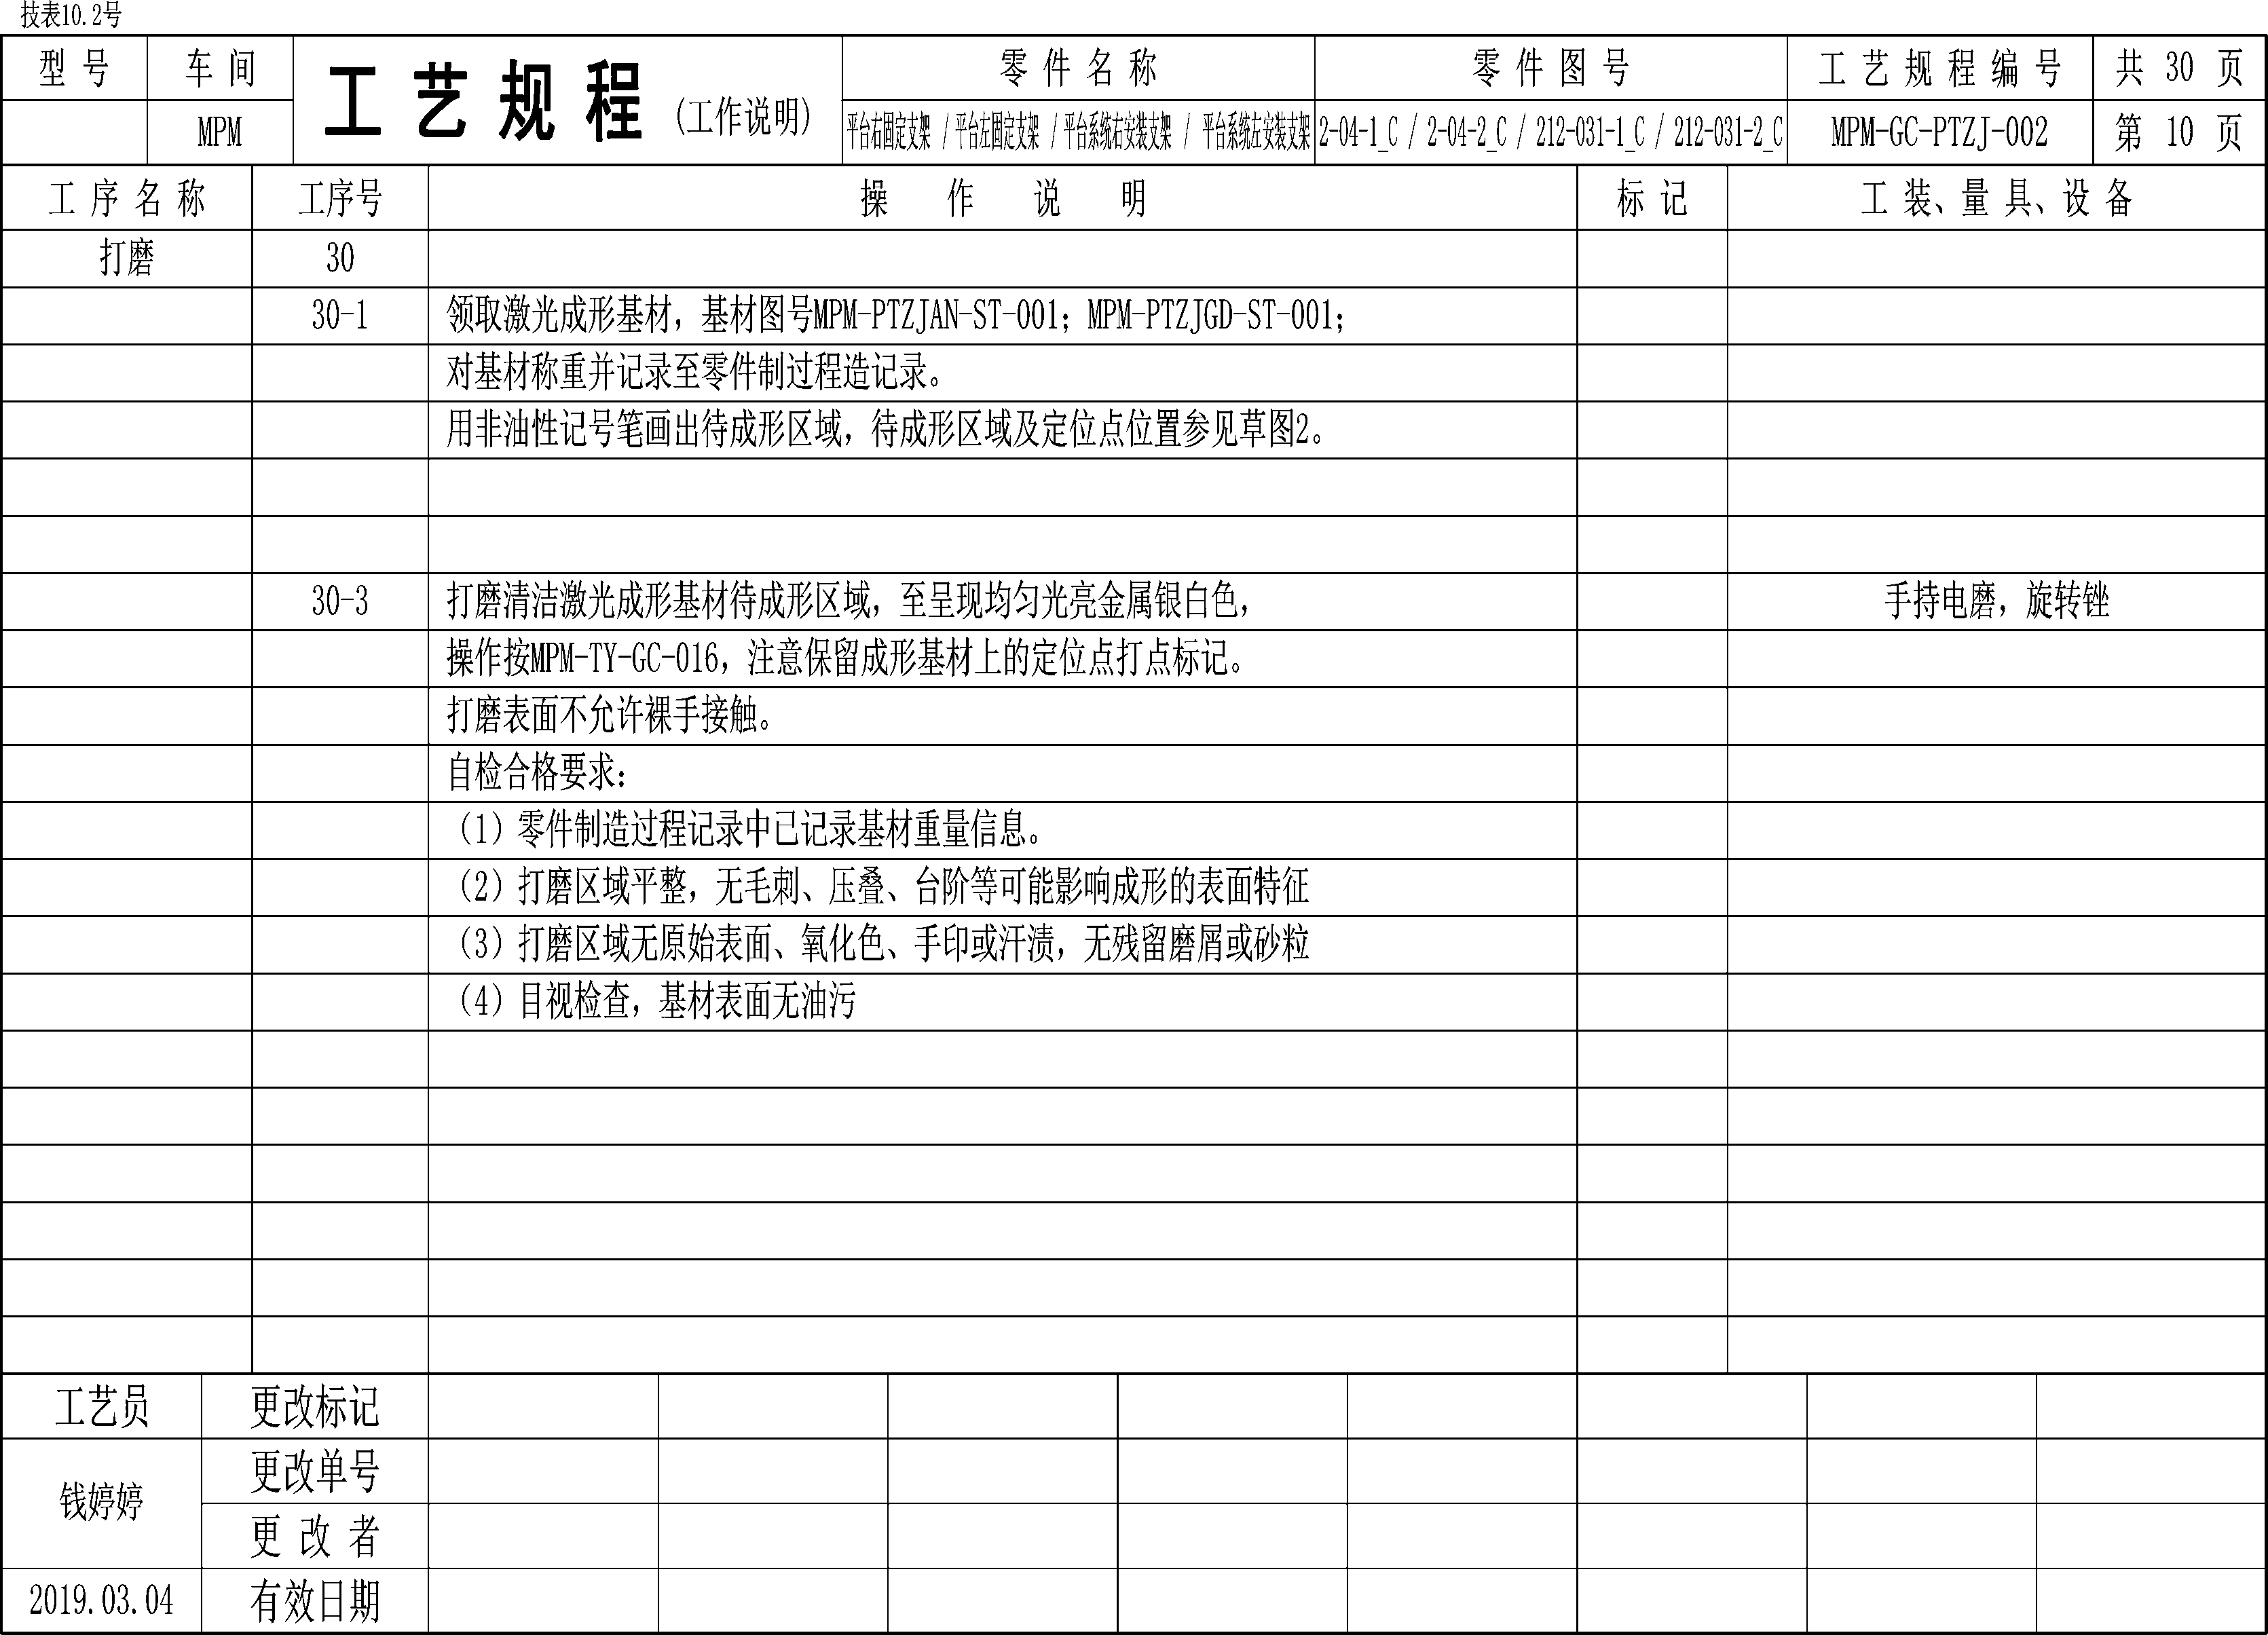 技表10.2号
型 号 车 间 工 艺 规 程 (工作说明) 零 件 名 称 零 件 图 号 工 艺 规 程 编 号 共 30 页
MPM 平台右固定支架 / 平台左固定支架 / 平台系统右安装支架 / 平台系统左安装支架 2-04-1_C / 2-04-2_C / 212-031-1_C / 212-031-2_C MPM-GC-PTZJ-002 第 10 页
工 序 名 称 工序号 操 作 说 明 标 记 工 装、量 具、设 备
打磨 30
30-1 领取激光成形基材，基材图号MPM-PTZJAN-ST-001；MPM-PTZJGD-ST-001；
对基材称重并记录至零件制过程造记录。
用非油性记号笔画出待成形区域，待成形区域及定位点位置参见草图2。
30-3 打磨清洁激光成形基材待成形区域，至呈现均匀光亮金属银白色， 手持电磨，旋转锉
操作按MPM-TY-GC-016，注意保留成形基材上的定位点打点标记。
打磨表面不允许裸手接触。
自检合格要求：
（1）零件制造过程记录中已记录基材重量信息。
（2）打磨区域平整，无毛刺、压叠、台阶等可能影响成形的表面特征
（3）打磨区域无原始表面、氧化色、手印或汗渍，无残留磨屑或砂粒
（4）目视检查，基材表面无油污
工艺员 更改标记
钱婷婷 更改单号
更 改 者
2019.03.04 有效日期